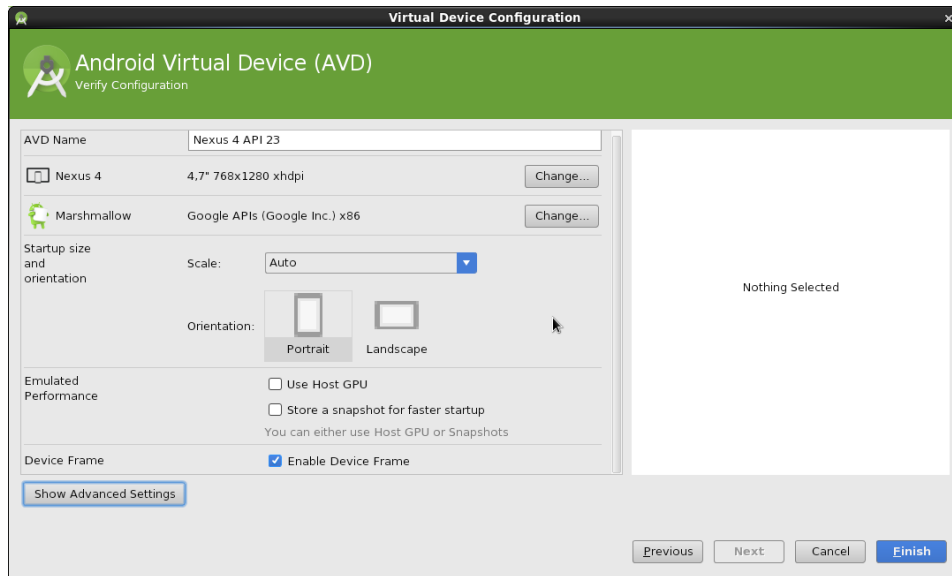 Virtual Device Configuration
Android Virtual Device (AVD)
Verify Configuration
AVD Name
Nexus 4 API 23
Nexus 4
4,7" 768x1280 xhdpi
Change...
Marshmallow
Google APIs (Google Inc.) x86
Change...
Startup size
and
orientation
Scale:
Auto
Orientation:
Portrait
Landscape
Emulated
Performance
Use Host GPU
Store a snapshot for faster startup
You can either use Host GPU or Snapshots
Device Frame
Enable Device Frame
Nothing Selected
Show Advanced Settings
Previous
Next
Cancel
Finish